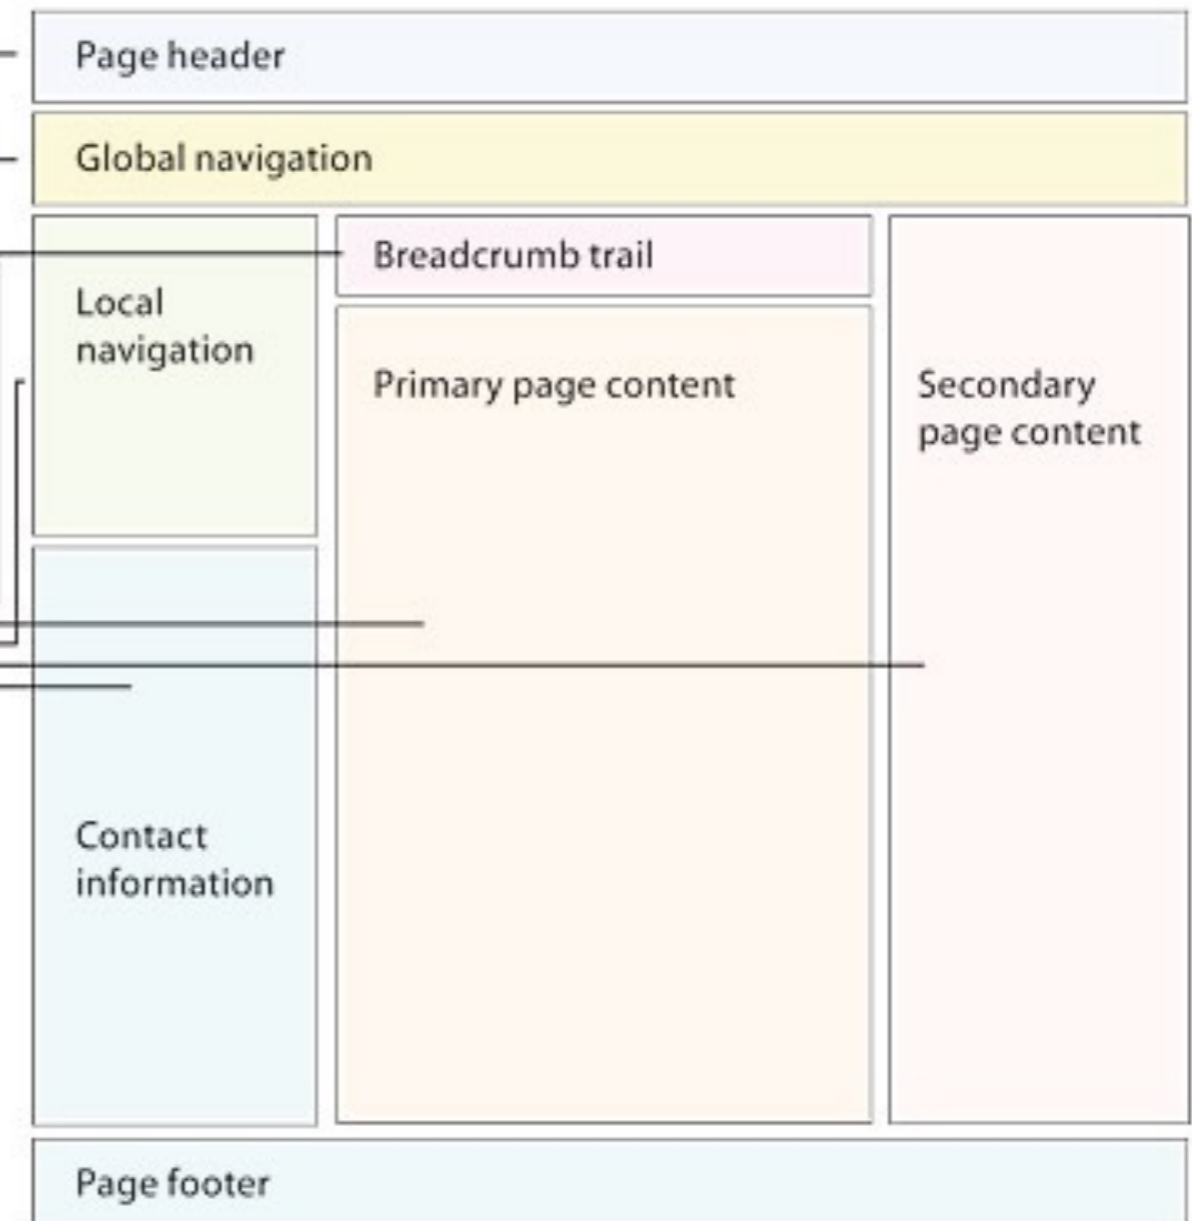 Page header
Global navigation
Local
navigation
Breadcrumb trail
Primary page content
Secondary
page content
Contact
information
Page footer